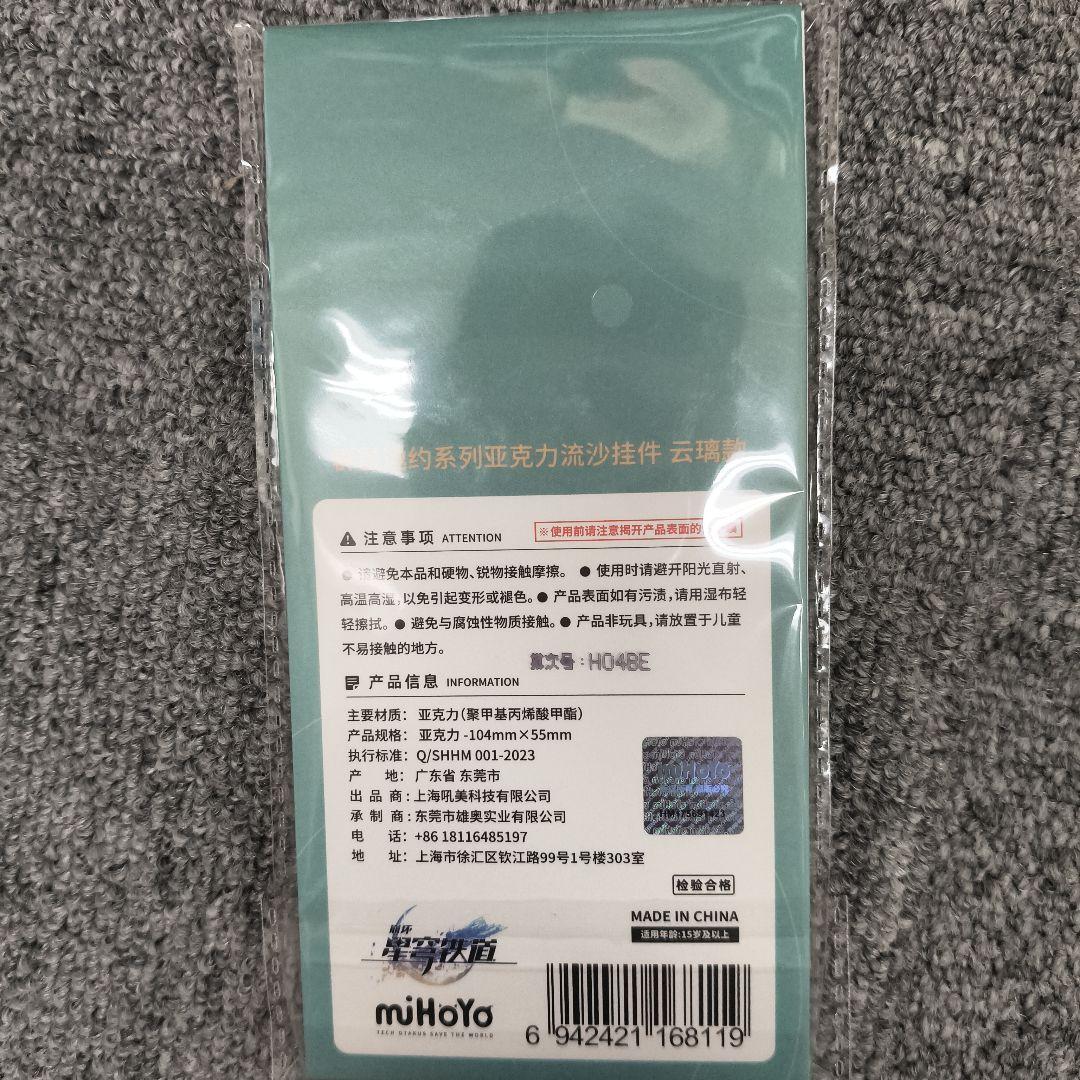 约系列亚克力流沙挂件 云璃款
注意事项 ATTENTION
※使用前请注意揭开产品表面的
● 请避免本品和硬物、锐物接触摩擦。 ● 使用时请避开阳光直射、
高温高湿,以免引起变形或褪色。● 产品表面如有污渍,请用湿布轻
轻擦拭。● 避免与腐蚀性物质接触。● 产品非玩具,请放置于儿童
不易接触的地方。
批次号:H04BE
产品信息 INFORMATION
主要材质: 亚克力(聚甲基丙烯酸甲酯)
产品规格: 亚克力 -104mm×55mm
执行标准: Q/SHHM 001-2023
产 地: 广东省 东莞市
出 品 商: 上海吼美科技有限公司
承 制 商: 东莞市雄奥实业有限公司
电 话: +86 18116485197
地 址: 上海市徐汇区钦江路99号1号楼303室
miHoYo
检验合格
MADE IN CHINA
适用年龄:15岁及以上
崩坏
星穹铁道
miHoYo
TECH OTAKUS SAVE THE WORLD
6 942421 168119